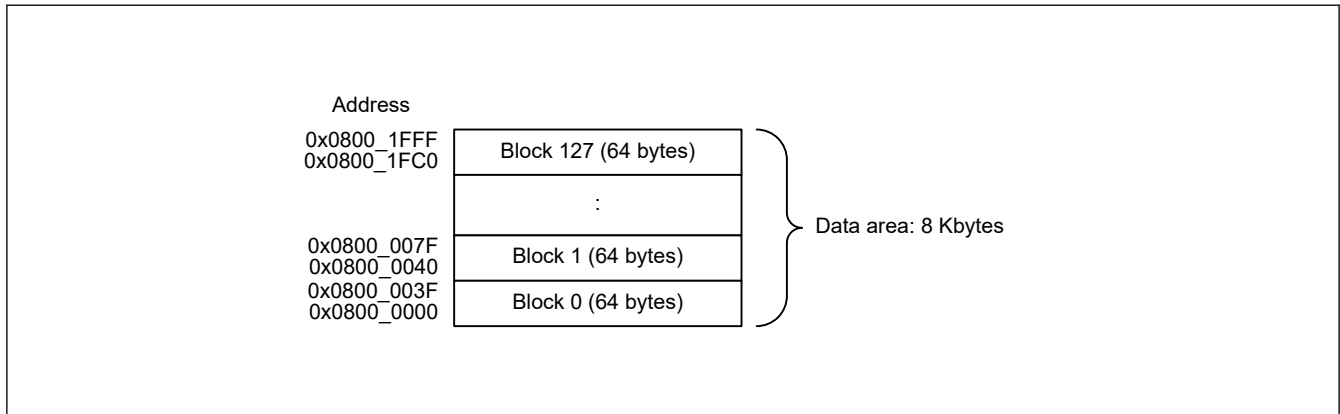 Address
0x0800_1FFF
0x0800_1FC0
Block 127 (64 bytes)
:
0x0800_007F
0x0800_0040
Block 1 (64 bytes)
0x0800_003F
0x0800_0000
Block 0 (64 bytes)
Data area: 8 Kbytes